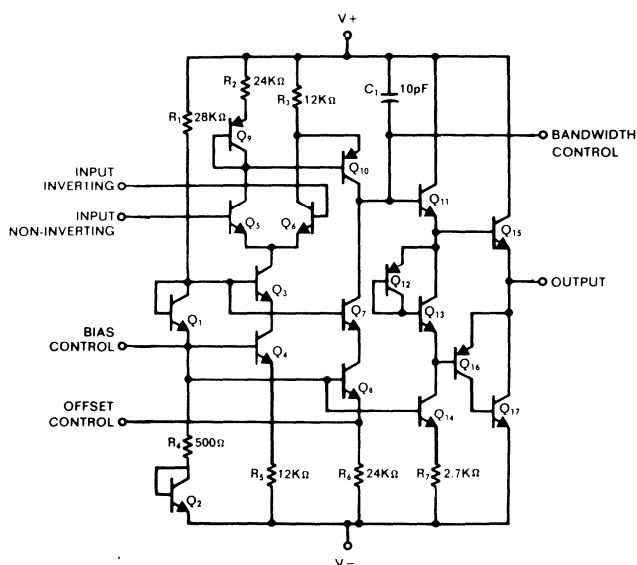 V+
R2 24KΩ
R3 12KΩ
C1 10pF
R1 28KΩ
Q9
BANDWIDTH
CONTROL
INPUT
INVERTING
Q10
INPUT
NON-INVERTING
Q5
Q6
Q11
Q15
Q3
Q12
OUTPUT
Q1
Q7
Q13
BIAS
CONTROL
Q4
Q16
Q8
OFFSET
CONTROL
Q14
Q17
R4 500Ω
R5 12KΩ
R6 24KΩ
R7 2.7KΩ
Q2
V−